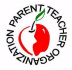 PARENT TEACHER ORGANIZATION